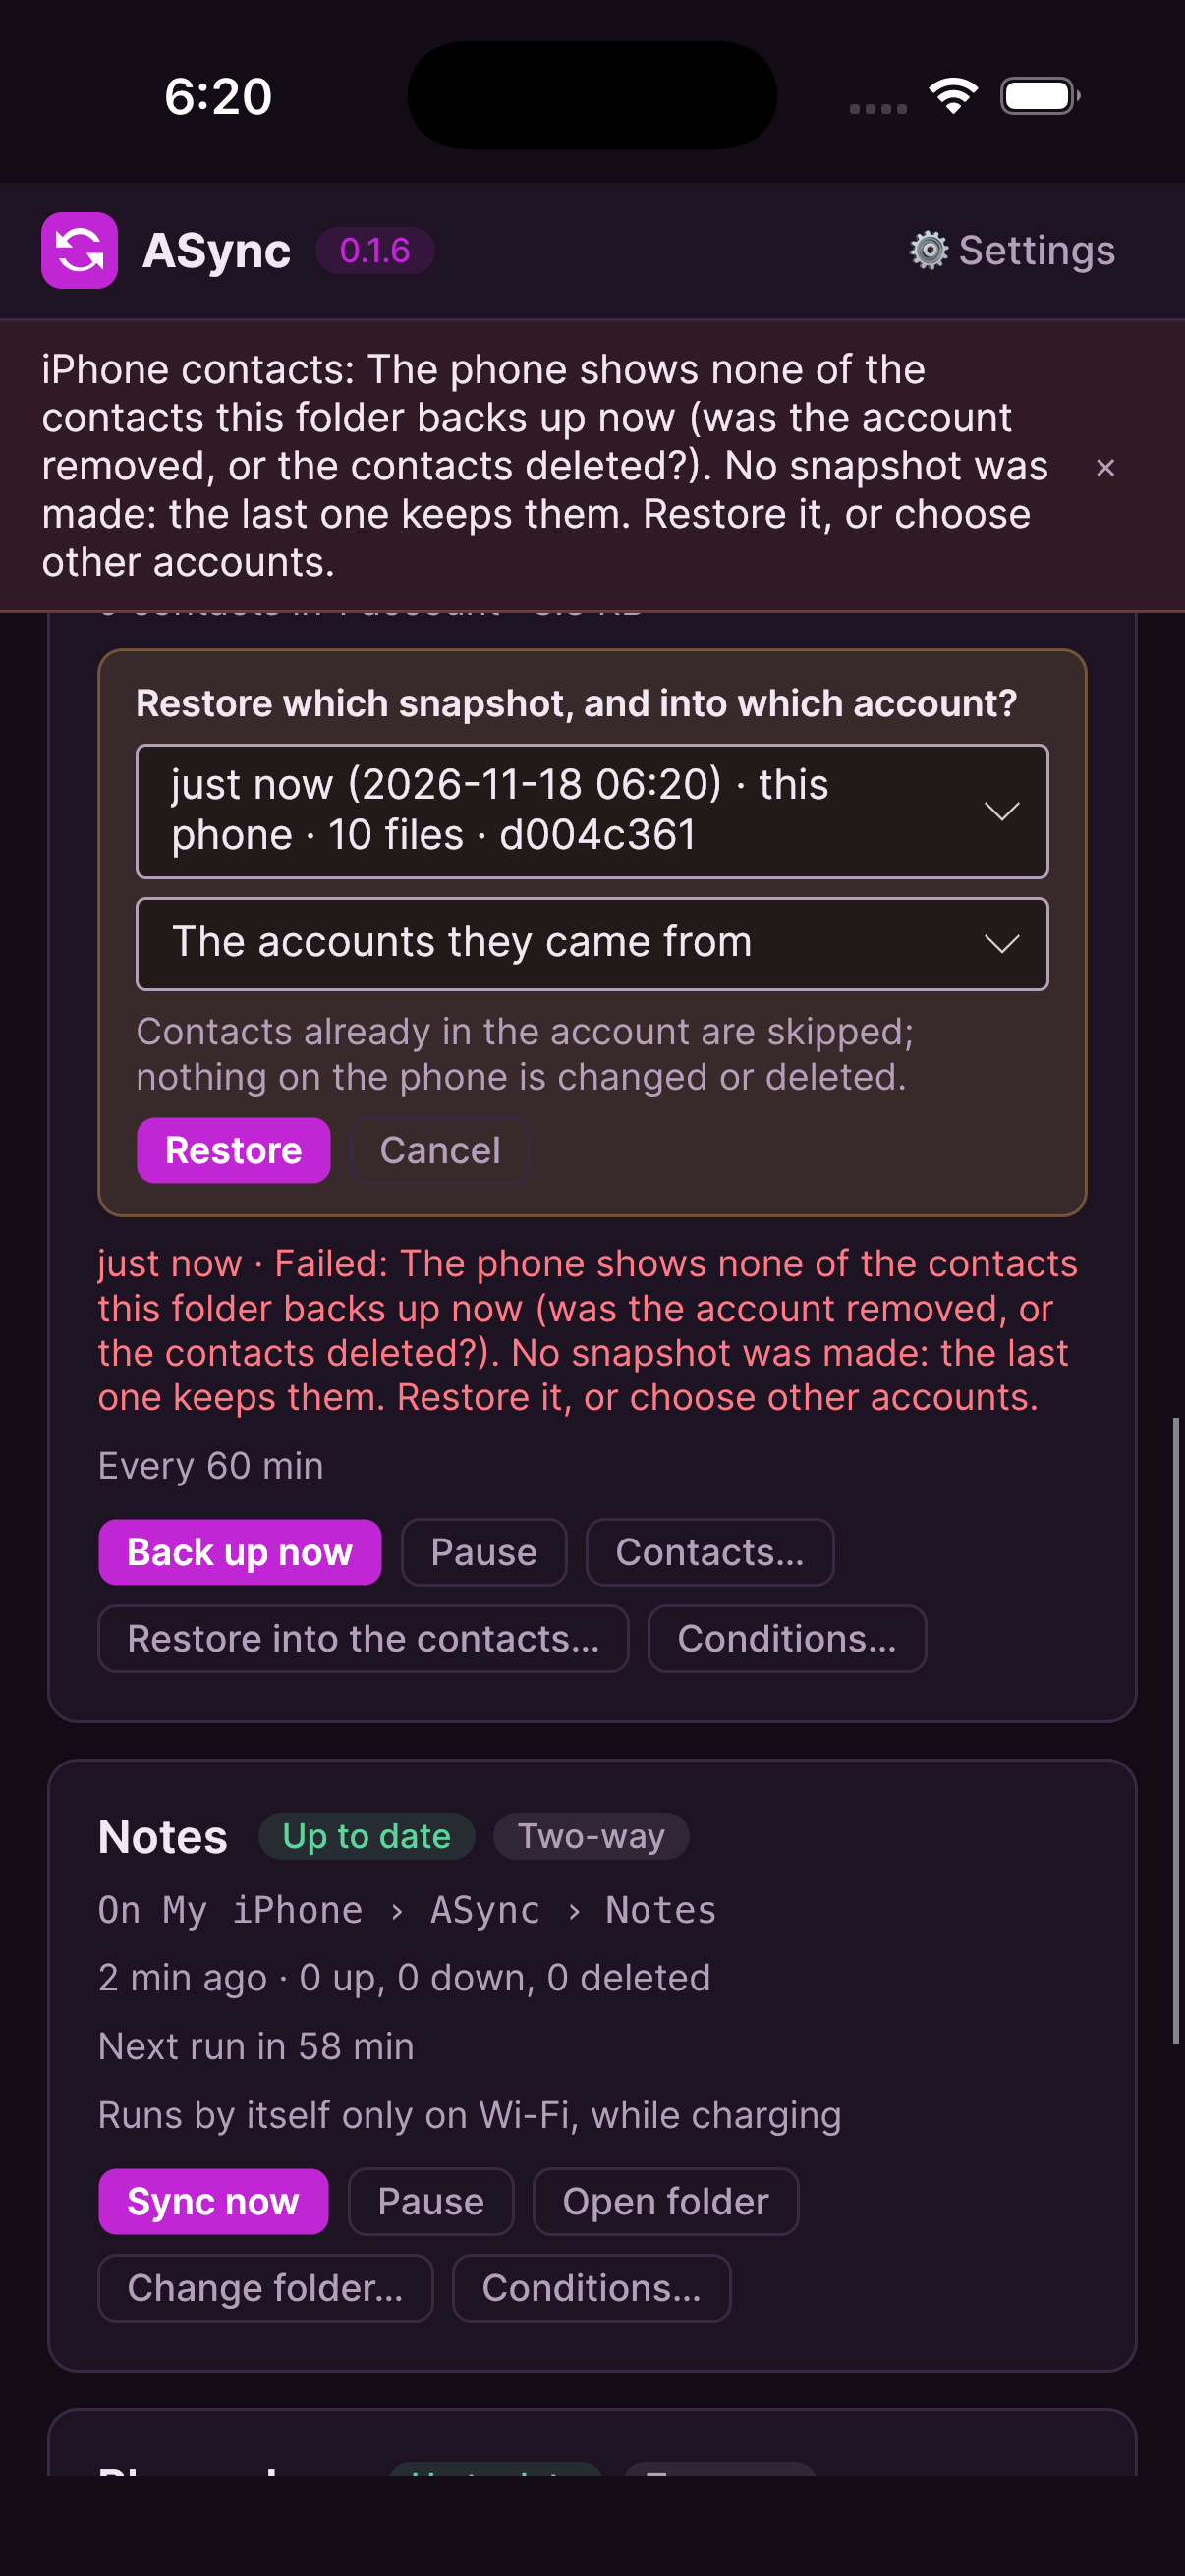 6:20
ASync 0.1.6 Settings
iPhone contacts: The phone shows none of the
contacts this folder backs up now (was the account
removed, or the contacts deleted?). No snapshot was
made: the last one keeps them. Restore it, or choose
other accounts.
×
Restore which snapshot, and into which account?
just now (2026-11-18 06:20) · this
phone · 10 files · d004c361
The accounts they came from
Contacts already in the account are skipped;
nothing on the phone is changed or deleted.
Restore Cancel
just now · Failed: The phone shows none of the contacts
this folder backs up now (was the account removed, or
the contacts deleted?). No snapshot was made: the last
one keeps them. Restore it, or choose other accounts.
Every 60 min
Back up now Pause Contacts...
Restore into the contacts... Conditions...
Notes Up to date Two-way
On My iPhone › ASync › Notes
2 min ago · 0 up, 0 down, 0 deleted
Next run in 58 min
Runs by itself only on Wi-Fi, while charging
Sync now Pause Open folder
Change folder... Conditions...